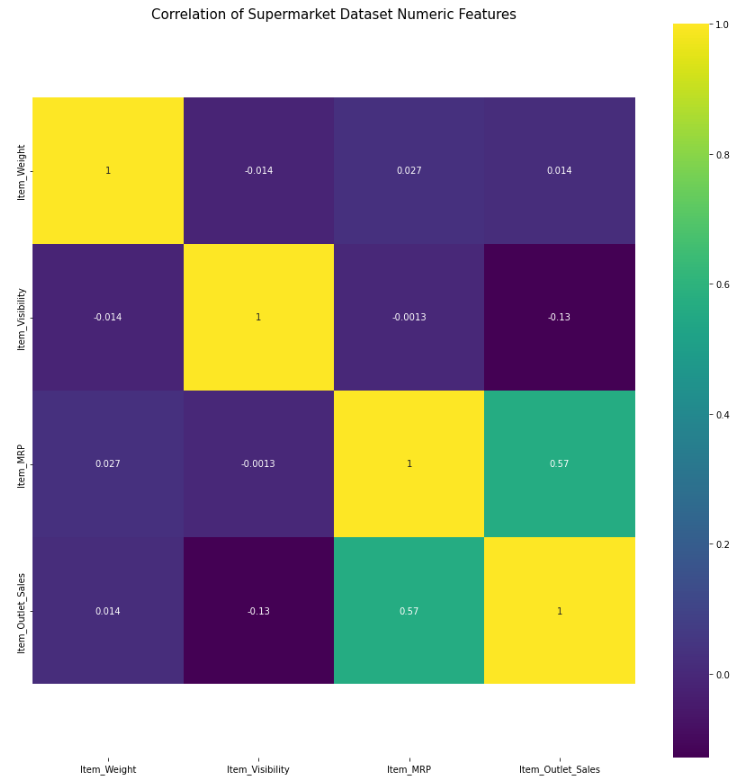 Correlation of Supermarket Dataset Numeric Features
1.0
0.8
0.6
0.4
0.2
0.0
Item_Weight 1 -0.014 0.027 0.014
Item_Visibility -0.014 1 -0.0013 -0.13
Item_MRP 0.027 -0.0013 1 0.57
Item_Outlet_Sales 0.014 -0.13 0.57 1
Item_Weight Item_Visibility Item_MRP Item_Outlet_Sales